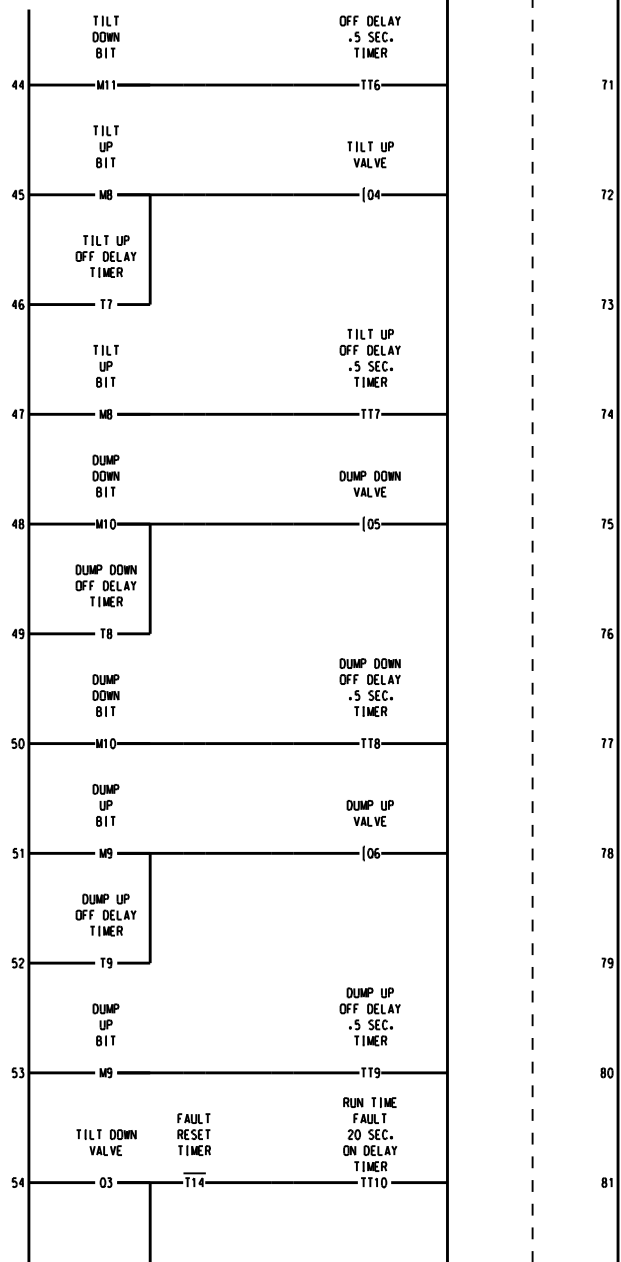 TILT
DOWN
BIT
OFF DELAY
.5 SEC.
TIMER
44 M11 TT6 71
TILT
UP
BIT
TILT UP
VALVE
45 M8 (04 72
TILT UP
OFF DELAY
TIMER
46 T7 73
TILT
UP
BIT
TILT UP
OFF DELAY
.5 SEC.
TIMER
47 M8 TT7 74
DUMP
DOWN
BIT
DUMP DOWN
VALVE
48 M10 (05 75
DUMP DOWN
OFF DELAY
TIMER
49 T8 76
DUMP
DOWN
BIT
DUMP DOWN
OFF DELAY
.5 SEC.
TIMER
50 M10 TT8 77
DUMP
UP
BIT
DUMP UP
VALVE
51 M9 (06 78
DUMP UP
OFF DELAY
TIMER
52 T9 79
DUMP
UP
BIT
DUMP UP
OFF DELAY
.5 SEC.
TIMER
53 M9 TT9 80
TILT DOWN
VALVE
FAULT
RESET
TIMER
RUN TIME
FAULT
20 SEC.
ON DELAY
TIMER
54 03 T14 TT10 81